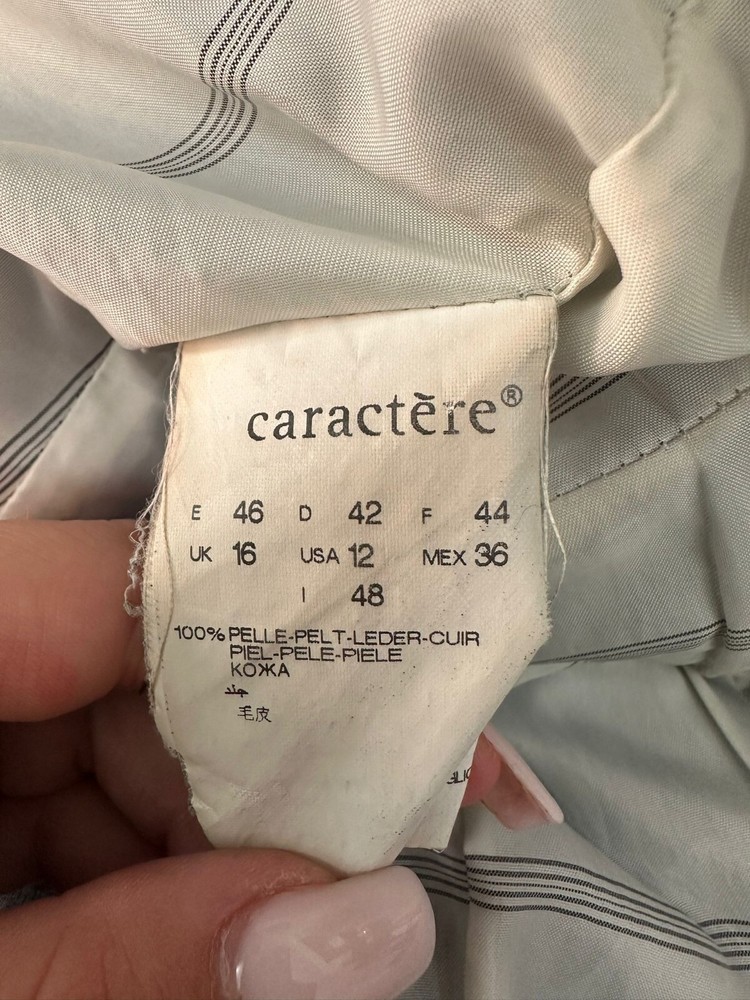 caractère®
E 46 D 42 F 44
UK 16 USA 12 MEX 36
I 48
100% PELLE-PELT-LEDER-CUIR
PIEL-PELE-PIELE
КОЖА
جلد
毛皮